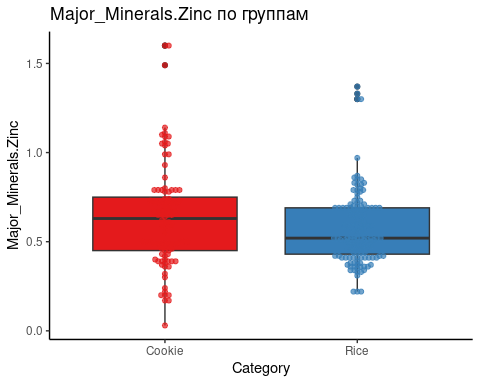 Major_Minerals.Zinc по группам
Major_Minerals.Zinc
1.5
1.0
0.5
0.0
Cookie
Rice
Category